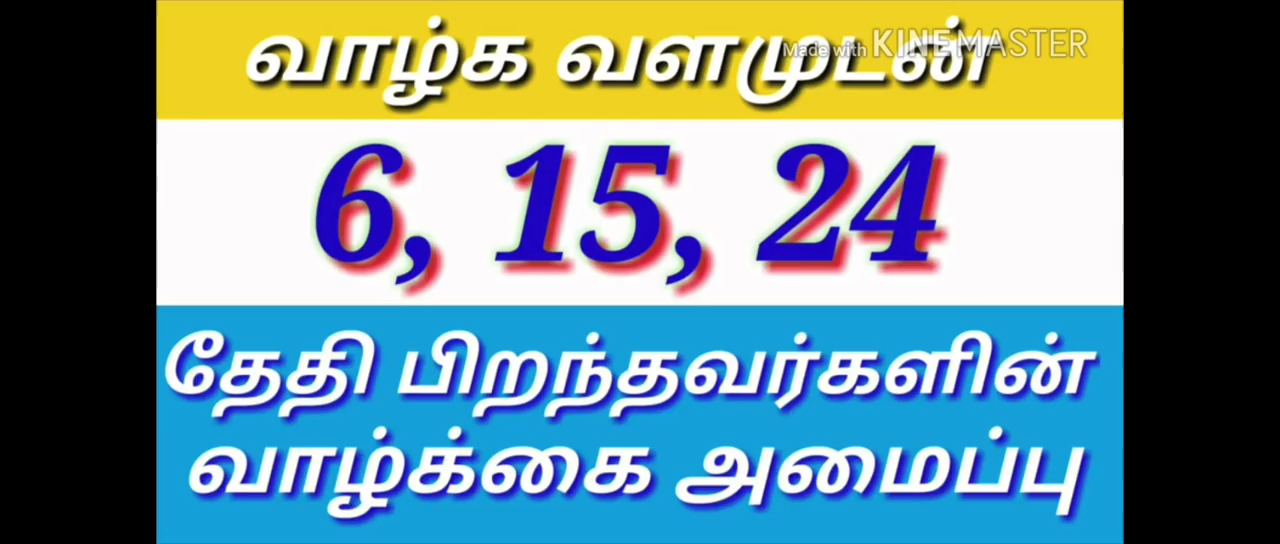 வாழ்க வளமுடன்
Made with KINEMASTER
6, 15, 24
தேதி பிறந்தவர்களின்
வாழ்க்கை அமைப்பு